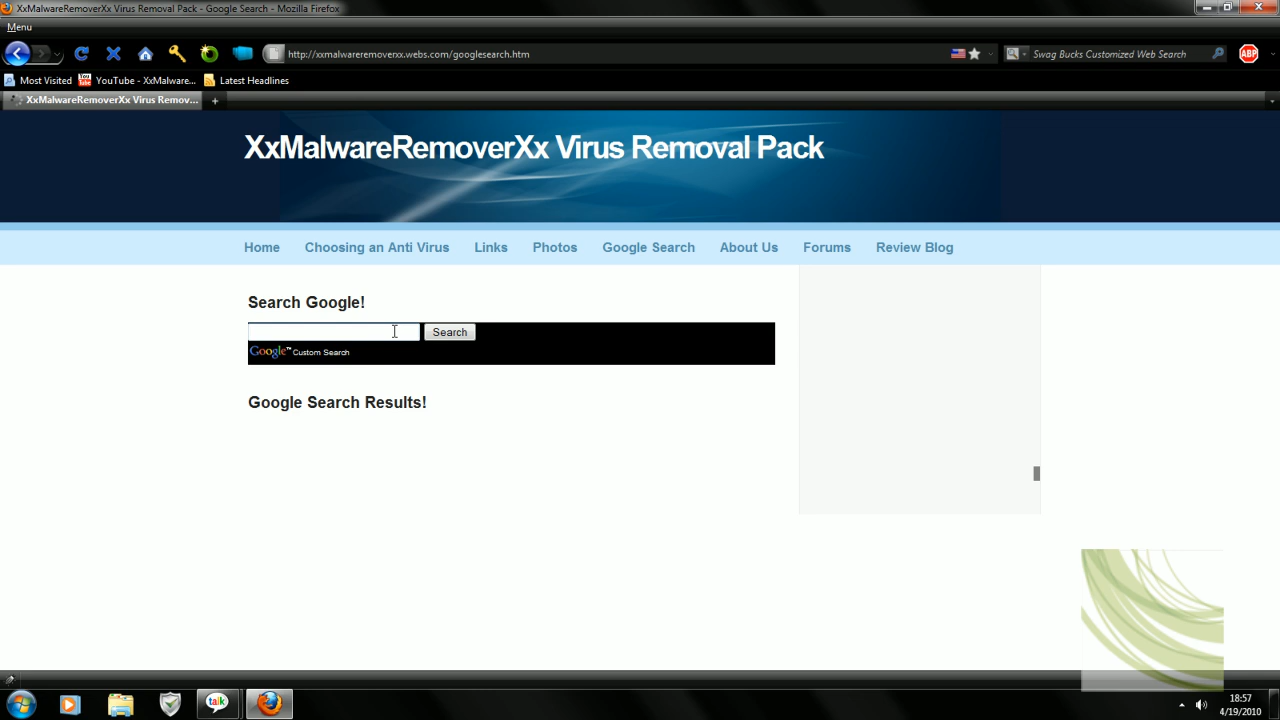 XxMalwareRemoverXx Virus Removal Pack - Google Search - Mozilla Firefox
Menu
http://xxmalwareremoverxx.webs.com/googlesearch.htm
Swag Bucks Customized Web Search
ABP
Most Visited
YouTube - XxMalware...
Latest Headlines
XxMalwareRemoverXx Virus Remov...
XxMalwareRemoverXx Virus Removal Pack
Home Choosing an Anti Virus Links Photos Google Search About Us Forums Review Blog
Search Google!
Search
Google™ Custom Search
Google Search Results!
talk
18:57
4/19/2010